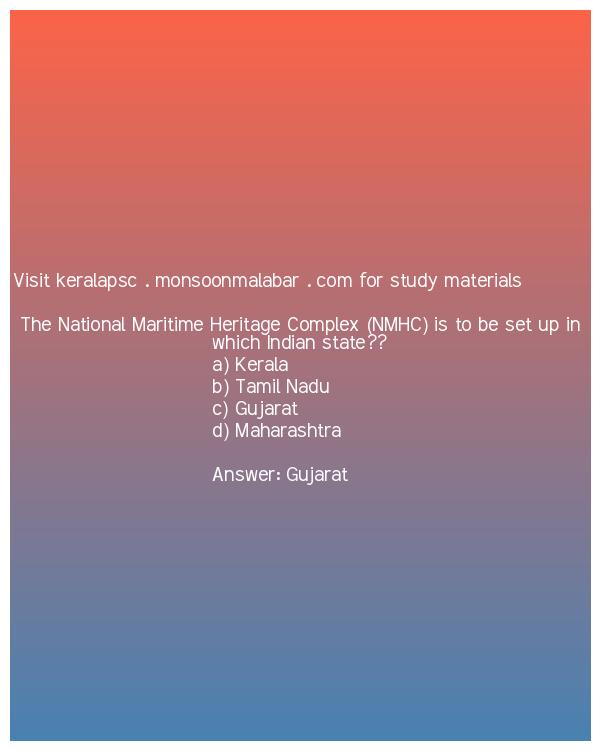 Visit keralapsc . monsoonmalabar . com for study materials
The National Maritime Heritage Complex (NMHC) is to be set up in
which Indian state??
a) Kerala
b) Tamil Nadu
c) Gujarat
d) Maharashtra
Answer: Gujarat